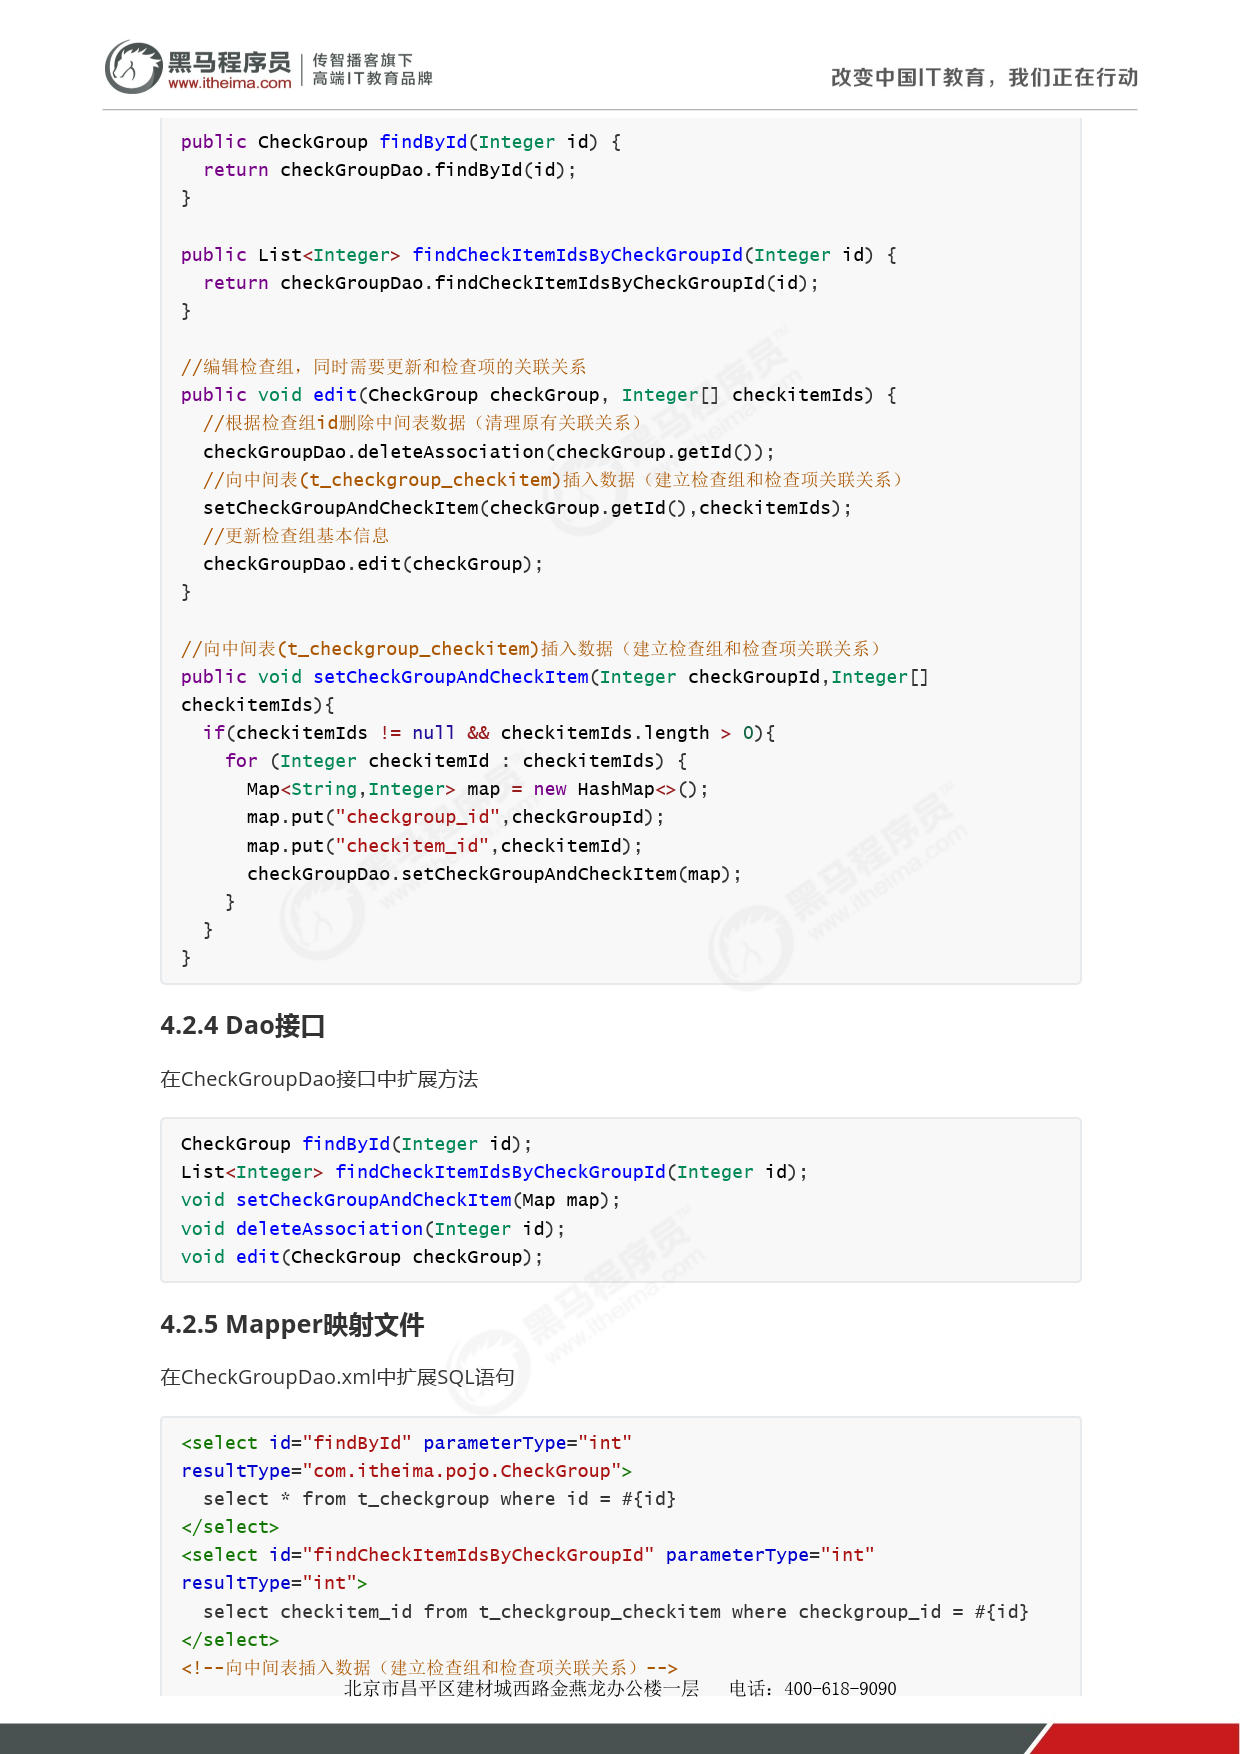 黑马程序员
www.itheima.com
传智播客旗下
高端IT教育品牌
改变中国IT教育，我们正在行动
public CheckGroup findById(Integer id) {
  return checkGroupDao.findById(id);
}

public List<Integer> findCheckItemIdsByCheckGroupId(Integer id) {
  return checkGroupDao.findCheckItemIdsByCheckGroupId(id);
}

//编辑检查组，同时需要更新和检查项的关联关系
public void edit(CheckGroup checkGroup, Integer[] checkitemIds) {
  //根据检查组id删除中间表数据（清理原有关联关系）
  checkGroupDao.deleteAssociation(checkGroup.getId());
  //向中间表(t_checkgroup_checkitem)插入数据（建立检查组和检查项关联关系）
  setCheckGroupAndCheckItem(checkGroup.getId(),checkitemIds);
  //更新检查组基本信息
  checkGroupDao.edit(checkGroup);
}

//向中间表(t_checkgroup_checkitem)插入数据（建立检查组和检查项关联关系）
public void setCheckGroupAndCheckItem(Integer checkGroupId,Integer[]
checkitemIds){
  if(checkitemIds != null && checkitemIds.length > 0){
    for (Integer checkitemId : checkitemIds) {
      Map<String,Integer> map = new HashMap<>();
      map.put("checkgroup_id",checkGroupId);
      map.put("checkitem_id",checkitemId);
      checkGroupDao.setCheckGroupAndCheckItem(map);
    }
  }
}
4.2.4 Dao接口
在CheckGroupDao接口中扩展方法
CheckGroup findById(Integer id);
List<Integer> findCheckItemIdsByCheckGroupId(Integer id);
void setCheckGroupAndCheckItem(Map map);
void deleteAssociation(Integer id);
void edit(CheckGroup checkGroup);
4.2.5 Mapper映射文件
在CheckGroupDao.xml中扩展SQL语句
<select id="findById" parameterType="int"
resultType="com.itheima.pojo.CheckGroup">
  select * from t_checkgroup where id = #{id}
</select>
<select id="findCheckItemIdsByCheckGroupId" parameterType="int"
resultType="int">
  select checkitem_id from t_checkgroup_checkitem where checkgroup_id = #{id}
</select>
<!--向中间表插入数据（建立检查组和检查项关联关系）-->
北京市昌平区建材城西路金燕龙办公楼一层 电话：400-618-9090